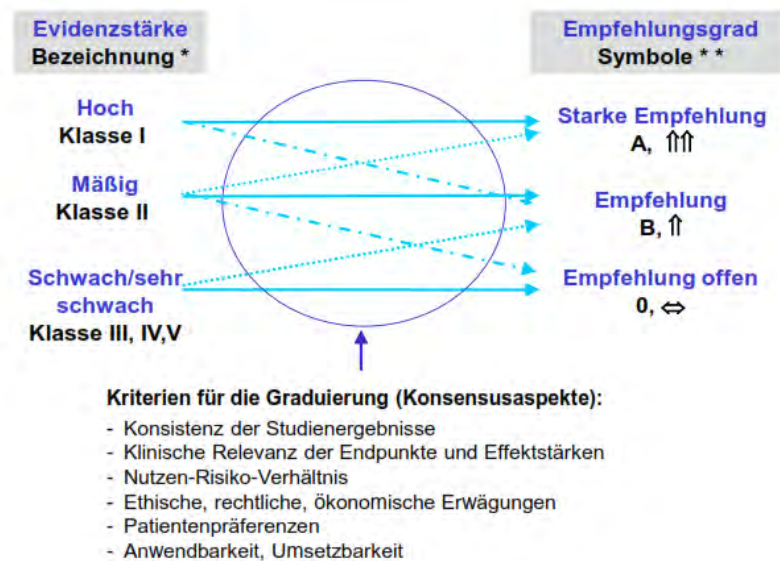 Evidenzstärke
Bezeichnung *
Empfehlungsgrad
Symbole * *
Hoch
Klasse I
Starke Empfehlung
A, ⇑⇑
Mäßig
Klasse II
Empfehlung
B, ⇑
Schwach/sehr
schwach
Klasse III, IV,V
Empfehlung offen
0, ⇔
Kriterien für die Graduierung (Konsensusaspekte):
- Konsistenz der Studienergebnisse
- Klinische Relevanz der Endpunkte und Effektstärken
- Nutzen-Risiko-Verhältnis
- Ethische, rechtliche, ökonomische Erwägungen
- Patientenpräferenzen
- Anwendbarkeit, Umsetzbarkeit